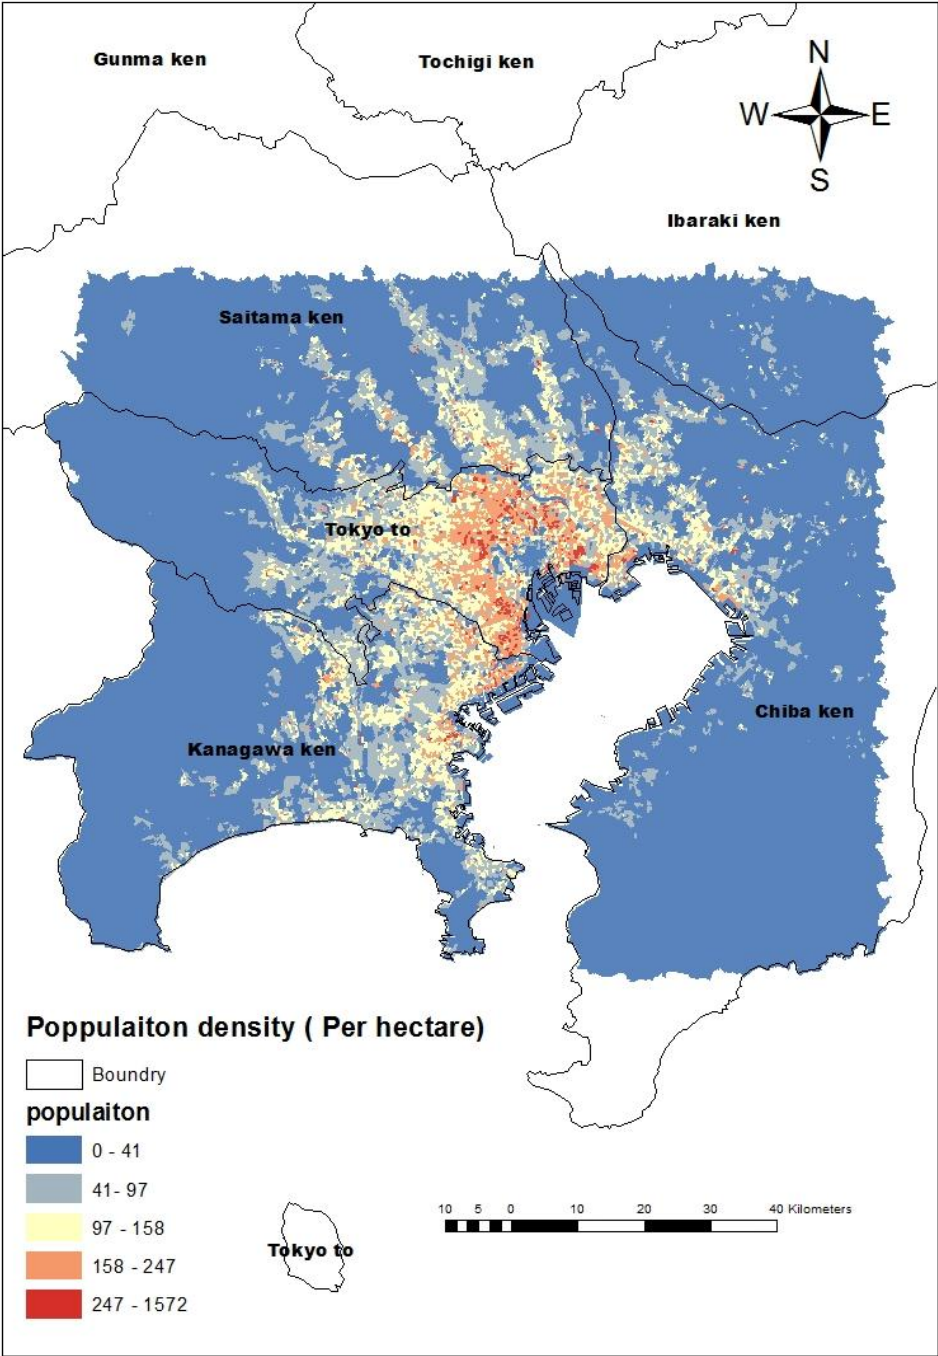 Gunma ken
Tochigi ken
N
W E
S
Ibaraki ken
Saitama ken
Tokyo to
Chiba ken
Kanagawa ken
Poppulaiton density ( Per hectare)
Boundry
populaiton
0 - 41
41- 97
97 - 158
158 - 247
247 - 1572
10 5 0 10 20 30 40 Kilometers
Tokyo to